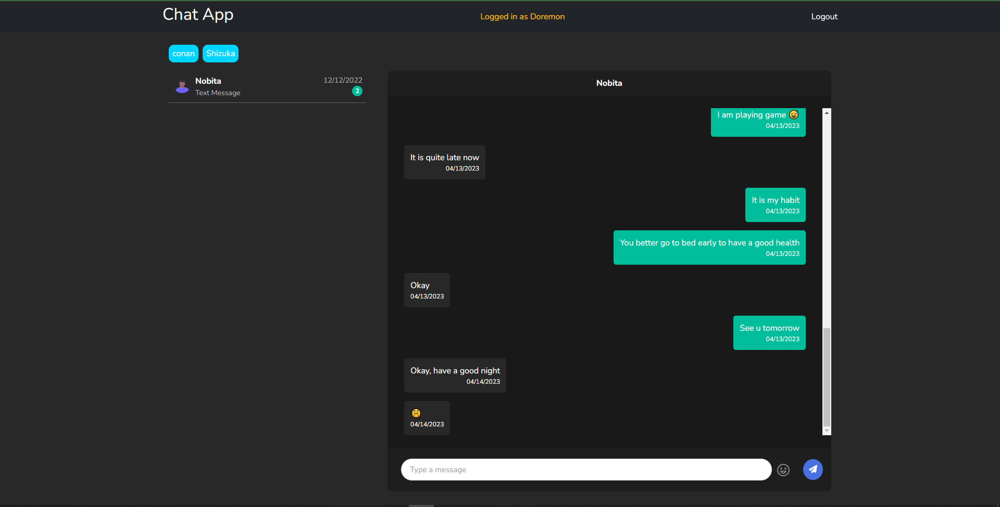 Chat App
Logged in as Doremon
Logout
conan
Shizuka
Nobita
12/12/2022
Text Message
2
Nobita
I am playing game 😅
04/13/2023
It is quite late now
04/13/2023
It is my habit
04/13/2023
You better go to bed early to have a good health
04/13/2023
Okay
04/13/2023
See u tomorrow
04/13/2023
Okay, have a good night
04/14/2023
🤗
04/14/2023
Type a message